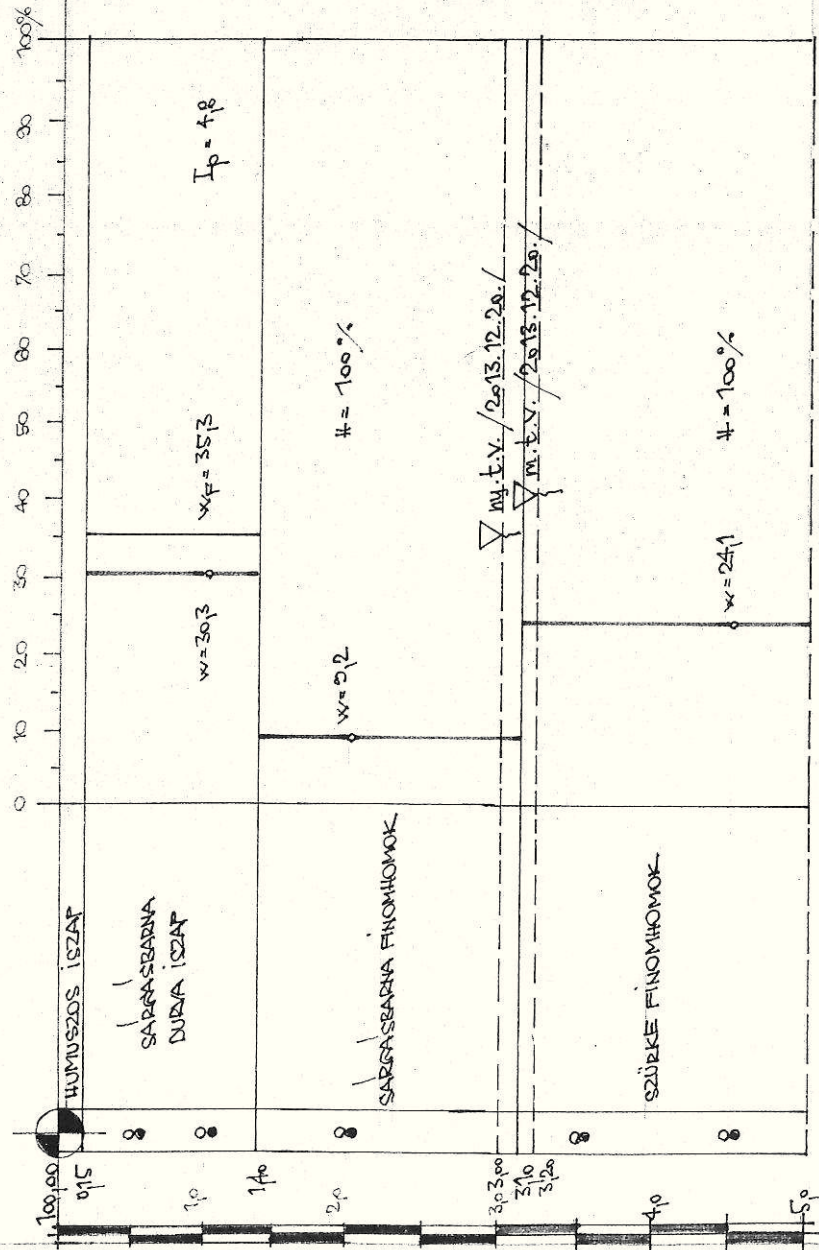 0 10 20 30 40 50 60 70 80 90 100%
100,00
HUMUSZOS ISZAP
0,15
SÁRGÁSBARNA
DURVA ISZAP
w=30,3
wF=35,3
Ip=4,8
1,0
1,40
SÁRGÁSBARNA FINOMHOMOK
w=9,2
H=100%
2,0
3,0
3,00
ny.t.v. /2013.12.20./
3,10
3,20
m.t.v. /2013.12.20./
SZÜRKE FINOMHOMOK
w=24,1
H=100%
4,0
5,0